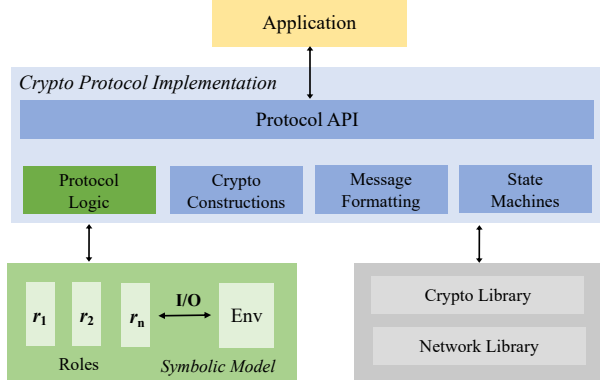 Application
Crypto Protocol Implementation
Protocol API
Protocol
Logic
Crypto
Constructions
Message
Formatting
State
Machines
r1
r2
rn
I/O
Env
Roles
Symbolic Model
Crypto Library
Network Library